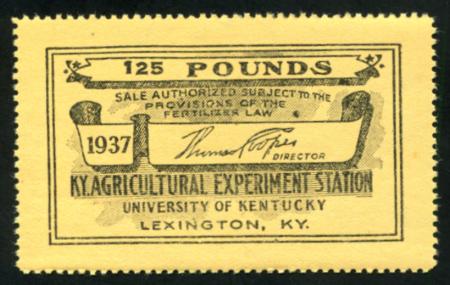 125 POUNDS
SALE AUTHORIZED SUBJECT TO THE
PROVISIONS OF THE
FERTILIZER LAW
1937 Thomas Cooper
DIRECTOR
KY. AGRICULTURAL EXPERIMENT STATION
UNIVERSITY OF KENTUCKY
LEXINGTON, KY.